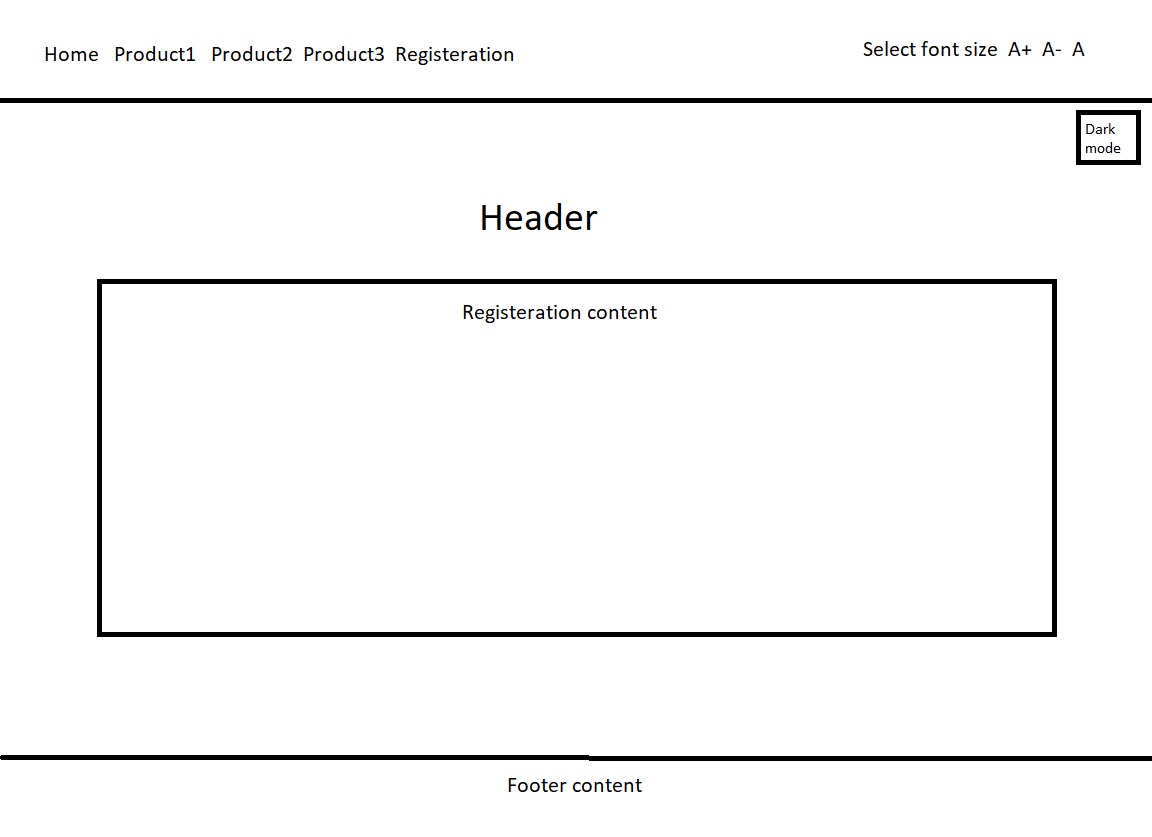 Home Product1 Product2 Product3 Registeration
Select font size A+ A- A
Dark
mode
Header
Registeration content
Footer content